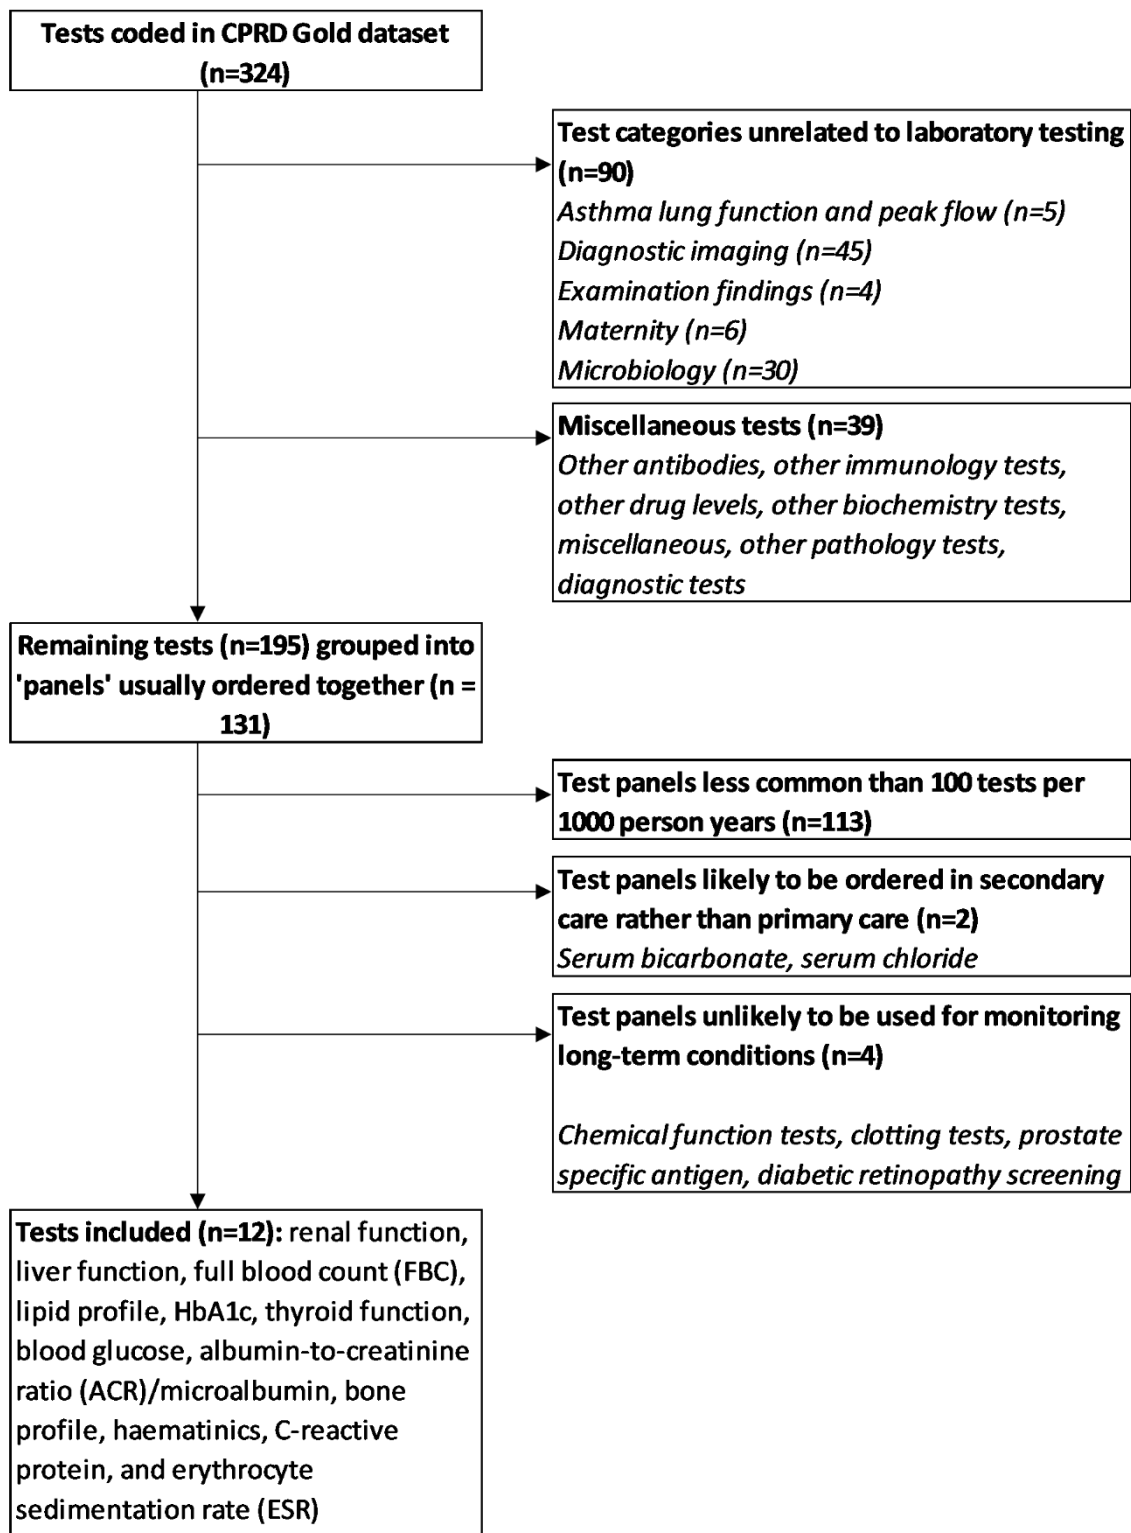 Tests coded in CPRD Gold dataset
(n=324)
Test categories unrelated to laboratory testing
(n=90)
Asthma lung function and peak flow (n=5)
Diagnostic imaging (n=45)
Examination findings (n=4)
Maternity (n=6)
Microbiology (n=30)
Miscellaneous tests (n=39)
Other antibodies, other immunology tests,
other drug levels, other biochemistry tests,
miscellaneous, other pathology tests,
diagnostic tests
Remaining tests (n=195) grouped into
'panels' usually ordered together (n =
131)
Test panels less common than 100 tests per
1000 person years (n=113)
Test panels likely to be ordered in secondary
care rather than primary care (n=2)
Serum bicarbonate, serum chloride
Test panels unlikely to be used for monitoring
long-term conditions (n=4)
Chemical function tests, clotting tests, prostate
specific antigen, diabetic retinopathy screening
Tests included (n=12): renal function,
liver function, full blood count (FBC),
lipid profile, HbA1c, thyroid function,
blood glucose, albumin-to-creatinine
ratio (ACR)/microalbumin, bone
profile, haematinics, C-reactive
protein, and erythrocyte
sedimentation rate (ESR)